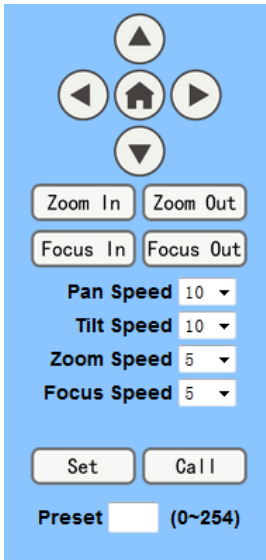 Zoom In Zoom Out
Focus In Focus Out
Pan Speed 10
Tilt Speed 10
Zoom Speed 5
Focus Speed 5
Set Call
Preset (0~254)